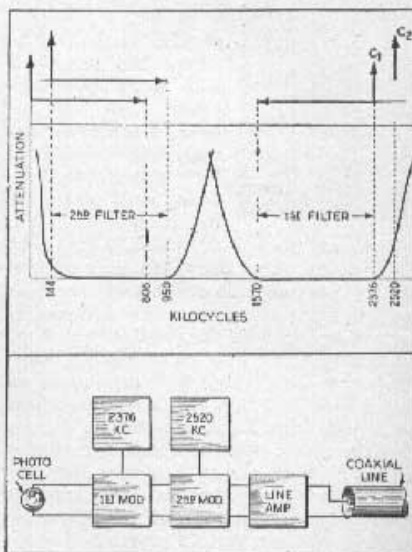 C1
C2
ATTENUATION
2ND FILTER
1ST FILTER
144
806
950
1570
2376
2520
KILOCYCLES
2376
KC.
2520
KC
PHOTO
CELL
1ST MOD
2ND MOD
LINE
AMP
COAXIAL
LINE